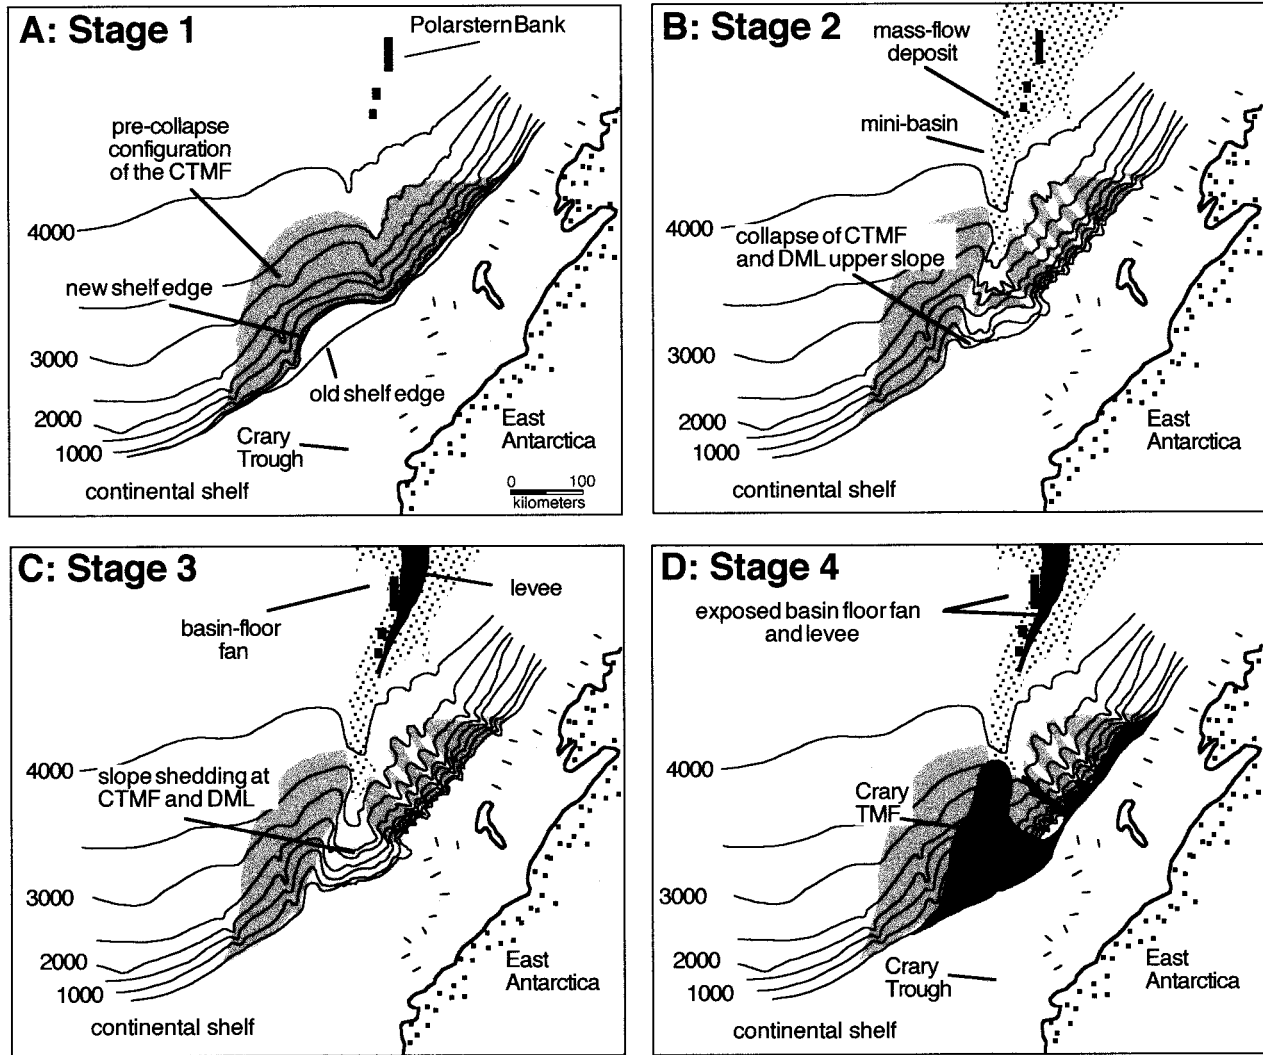 A: Stage 1
Polarstern Bank
pre-collapse
configuration
of the CTMF
4000
new shelf edge
3000
old shelf edge
2000
1000
Crary
Trough
East
Antarctica
continental shelf
0 100
kilometers
B: Stage 2
mass-flow
deposit
mini-basin
4000
collapse of CTMF
and DML upper slope
3000
2000
1000
East
Antarctica
continental shelf
C: Stage 3
levee
basin-floor
fan
4000
slope shedding at
CTMF and DML
3000
2000
1000
East
Antarctica
continental shelf
D: Stage 4
exposed basin floor fan
and levee
4000
Crary
TMF
3000
2000
1000
Crary
Trough
East
Antarctica
continental shelf